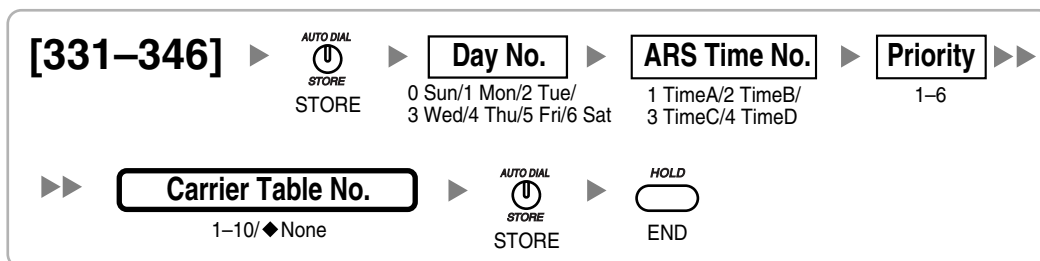 [331–346]
AUTO DIAL
STORE
STORE
Day No.
0 Sun/1 Mon/2 Tue/
3 Wed/4 Thu/5 Fri/6 Sat
ARS Time No.
1 TimeA/2 TimeB/
3 TimeC/4 TimeD
Priority
1–6
Carrier Table No.
1–10/◆None
AUTO DIAL
STORE
STORE
HOLD
END